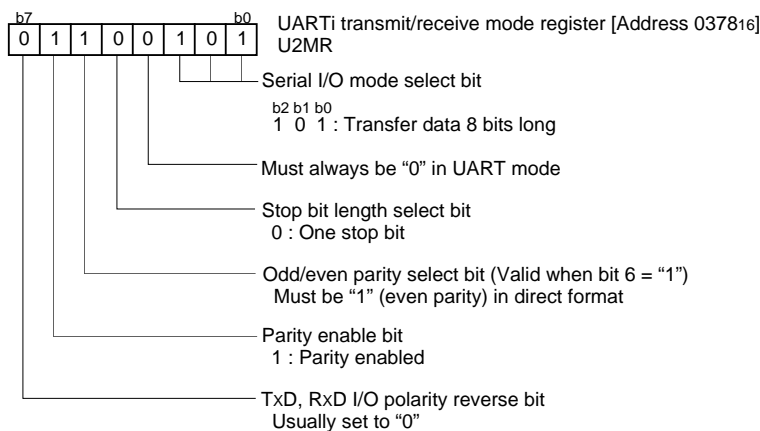 b7 b0
0 1 1 0 0 1 0 1
UARTi transmit/receive mode register [Address 037816]
U2MR
Serial I/O mode select bit
b2 b1 b0
1 0 1 : Transfer data 8 bits long
Must always be “0” in UART mode
Stop bit length select bit
0 : One stop bit
Odd/even parity select bit (Valid when bit 6 = “1”)
Must be “1” (even parity) in direct format
Parity enable bit
1 : Parity enabled
TxD, RxD I/O polarity reverse bit
Usually set to “0”